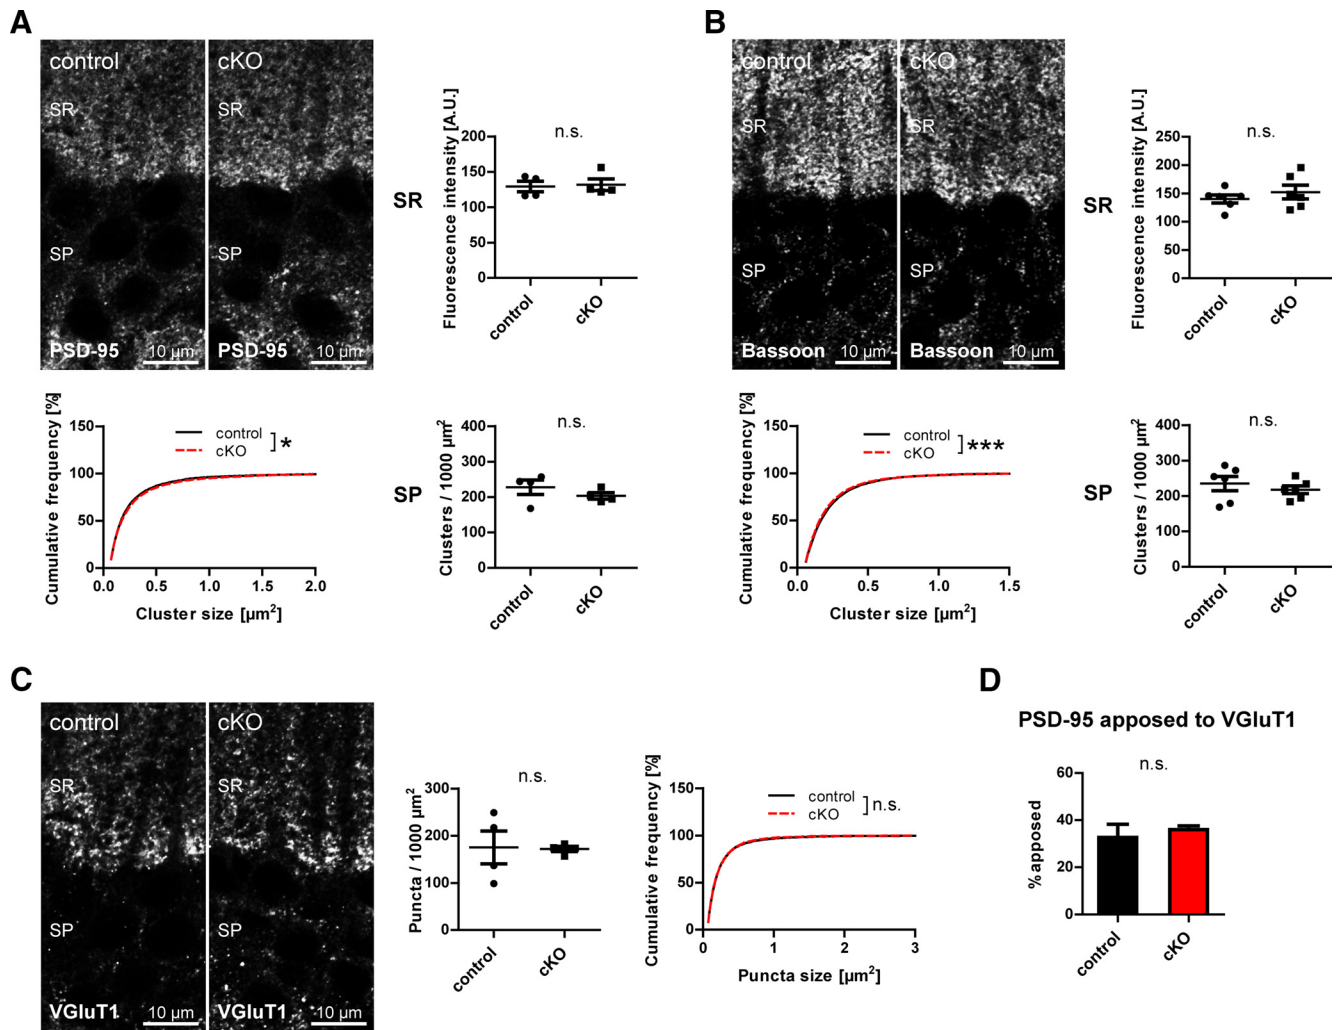 A
control
cKO
SR
SP
PSD-95
10 µm
PSD-95
10 µm
SR
Fluorescence intensity [A.U.]
200
150
100
50
0
n.s.
control
cKO
Cumulative frequency [%]
150
100
50
0
0.0
0.5
1.0
1.5
2.0
Cluster size [µm²]
control
cKO
*
SP
Clusters / 1000 µm²
400
300
200
100
0
n.s.
control
cKO
B
control
cKO
SR
SR
SP
SP
Bassoon
10 µm
Bassoon
10 µm
SR
Fluorescence intensity [A.U.]
250
200
150
100
50
0
n.s.
control
cKO
Cumulative frequency [%]
150
100
50
0
0.0
0.5
1.0
1.5
Cluster size [µm²]
control
cKO
***
SP
Clusters / 1000 µm²
400
300
200
100
0
n.s.
control
cKO
C
control
cKO
SR
SR
SP
SP
VGluT1
10 µm
VGluT1
10 µm
Puncta / 1000 µm²
300
200
100
0
n.s.
control
cKO
Cumulative frequency [%]
150
100
50
0
0
1
2
3
Puncta size [µm²]
control
cKO
n.s.
D
PSD-95 apposed to VGluT1
% apposed
60
40
20
0
n.s.
control
cKO